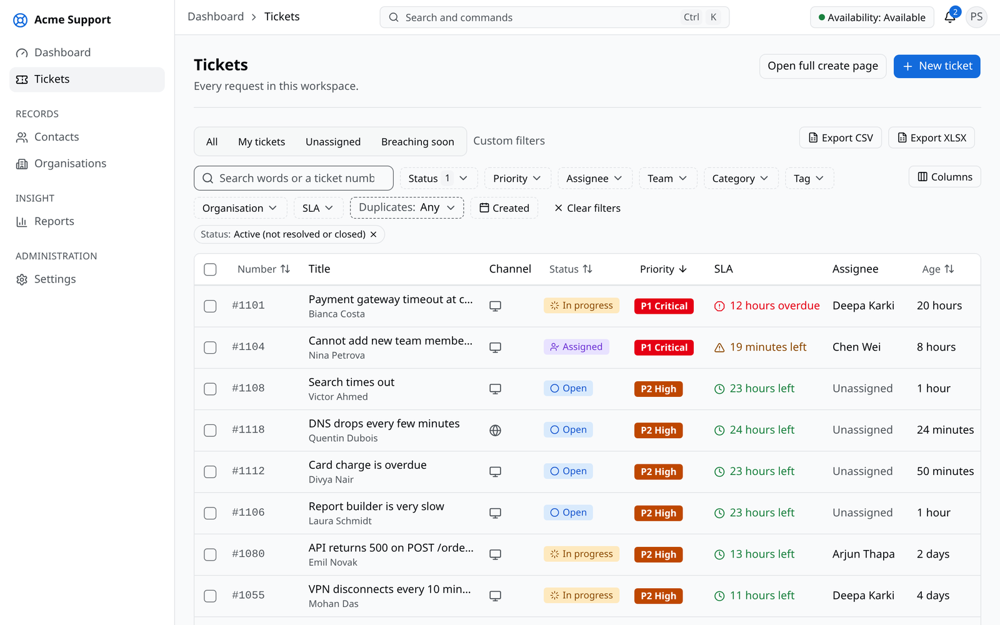 Acme Support
Dashboard
Tickets
RECORDS
Contacts
Organisations
INSIGHT
Reports
ADMINISTRATION
Settings
Dashboard > Tickets
Search and commands Ctrl K
Availability: Available
2
PS
Tickets
Every request in this workspace.
Open full create page
New ticket
All My tickets Unassigned Breaching soon Custom filters
Export CSV Export XLSX
Search words or a ticket numb Status 1 Priority Assignee Team Category Tag Columns
Organisation SLA Duplicates: Any Created Clear filters
Status: Active (not resolved or closed)
Number Title Channel Status Priority SLA Assignee Age
#1101 Payment gateway timeout at c... In progress P1 Critical 12 hours overdue Deepa Karki 20 hours
Bianca Costa
#1104 Cannot add new team membe... Assigned P1 Critical 19 minutes left Chen Wei 8 hours
Nina Petrova
#1108 Search times out Open P2 High 23 hours left Unassigned 1 hour
Victor Ahmed
#1118 DNS drops every few minutes Open P2 High 24 hours left Unassigned 24 minutes
Quentin Dubois
#1112 Card charge is overdue Open P2 High 23 hours left Unassigned 50 minutes
Divya Nair
#1106 Report builder is very slow Open P2 High 23 hours left Unassigned 1 hour
Laura Schmidt
#1080 API returns 500 on POST /orde... In progress P2 High 13 hours left Arjun Thapa 2 days
Emil Novak
#1055 VPN disconnects every 10 min... In progress P2 High 11 hours left Deepa Karki 4 days
Mohan Das